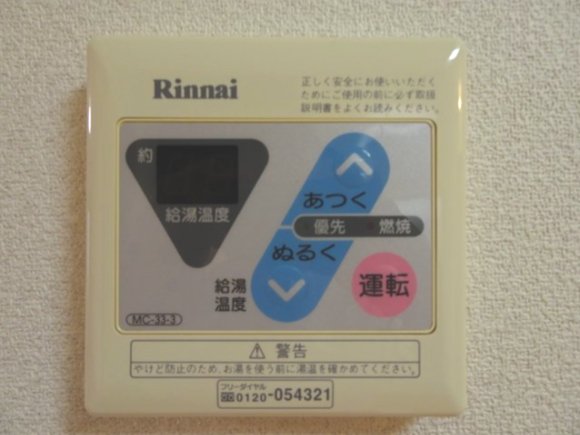 Rinnai
正しく安全にお使いいただく
ためにご使用の前に必ず取扱
説明書をよくお読みください。
約
給湯温度
あつく
優先 燃焼
ぬるく
給湯
温度
運転
MC-33-3
⚠ 警告
やけど防止のため、お湯を使う前に湯温を確かめてください。
フリーダイヤル
0120-054321